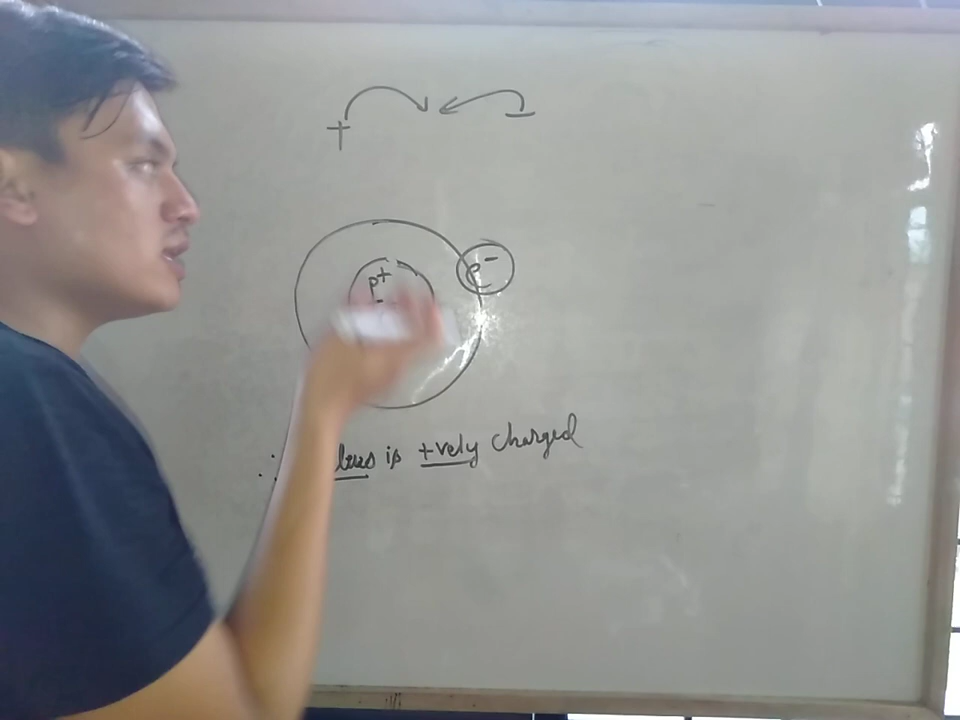 + −
p+
e−
∴ is +vely charged